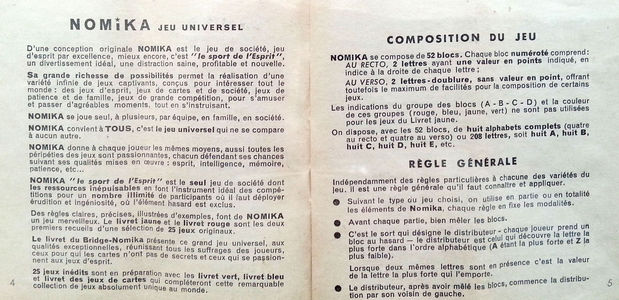 NOMiKA JEU UNIVERSEL
D'une conception originale NOMIKA est le jeu de société, jeu
d'esprit par excellence, mieux encore, c'est "le sport de l'Esprit",
un divertissement idéal, une distraction saine, profitable et nouvelle.
Sa grande richesse de possibilités permet la réalisation d'une
variété infinie de jeux captivants, conçus pour intéresser tout le
monde : des jeux d'esprit, jeux de cartes et de société, jeux de
patience et de famille, jeux de grande compétition, pour s'amuser
et passer d'agréables moments, tout en s'instruisant.
NOMIKA se joue seul, à plusieurs, par équipe, en famille, en société.
NOMIKA convient à TOUS, c'est le jeu universel qui ne se compare
à aucun autre.
NOMIKA donne à chaque joueur les mêmes moyens, aussi toutes les
péripéties des jeux sont passionnantes, chacun défendant ses chances
suivant ses qualités mises en œuvre : esprit, intelligence, mémoire,
patience, etc...
NOMIKA "le sport de l'Esprit" est le seul jeu de société dont
les ressources inépuisables en font l'instrument idéal des compé-
titions pour un nombre illimité de participants où il faut déployer
érudition et ingéniosité, où l'élément hasard est exclus.
Des règles claires, précises, illustrées d'exemples, font de NOMIKA
un jeu merveilleux. Le livret jaune et le livret rouge sont les deux
premiers recueils d'une sélection de 25 jeux originaux.
Le livret du Bridge-Nomika présente ce grand jeu universel, aux
qualités exceptionnelles, réunissant tous les suffrages des joueurs,
ceux pour qui les cartes n'ont pas de secrets et ceux qui se passion-
nent aux jeux d'esprit.
25 jeux inédits sont en préparation avec les livret vert, livret bleu
et livret des jeux de cartes qui compléteront cette remarquable
collection de jeux absolument unique au monde.
4
COMPOSITION DU JEU
NOMIKA se compose de 52 blocs. Chaque bloc numéroté comprend :
AU RECTO, 2 lettres ayant une valeur en points indiqué, en
indice à la droite de chaque lettre ;
AU VERSO, 2 lettres-doublure, sans valeur en point, offrant
toutefois le maximum de facilités pour la composition de certains
jeux.
Les indications du groupe des blocs (A - B - C - D) et la couleur
de ces groupes (rouge, bleu, jaune, vert) ne sont pas utilisées
pour les jeux du Livret jaune.
On dispose, avec les 52 blocs, de huit alphabets complets (quatre
au recto et quatre au verso) ou 208 lettres, soit huit A, huit B,
huit C, huit D, huit E, etc.
RÈGLE GÉNÉRALE
Indépendamment des règles particulières à chacune des variétés du
jeu. Il est une règle générale qu'il faut connaître et appliquer.
● Suivant le type de jeu choisi, on utilise en partie ou en totalité
les éléments de Nomika, chaque règle en fixe les modalités.
● Avant chaque partie, bien mêler les blocs.
● C'est le sort qui désigne le distributeur - chaque joueur prend un
bloc au hasard — le distributeur est celui qui découvre la lettre la
plus forte dans l'ordre alphabétique (A étant la plus forte et Z la
plus faible).
Lorsque deux mêmes lettres sont en présence c'est la valeur
de la lettre la plus forte qui l'emporte.
● Le distributeur, après avoir mêlé les blocs, commence la distribu-
tion par son voisin de gauche.
5